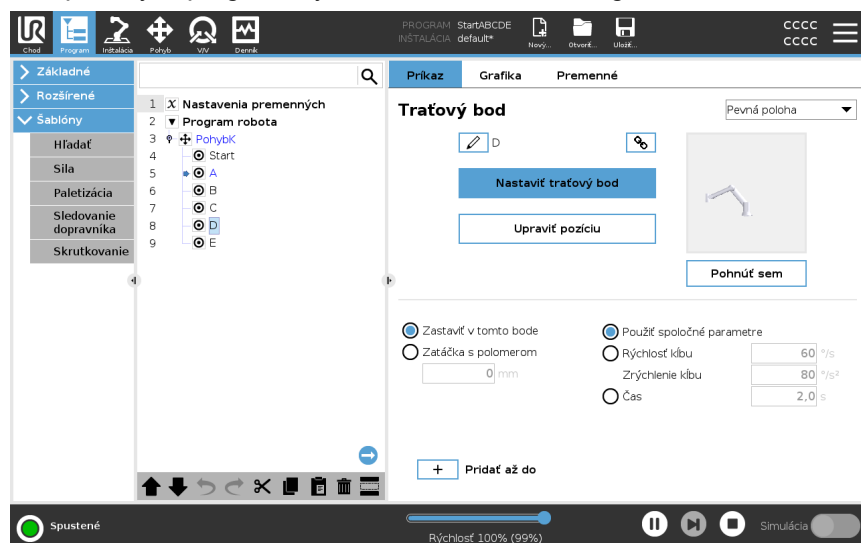 PROGRAM StartABCDE
INŠTALÁCIA default*
Nový...
Otvoriť...
Uložiť...
CCCC
CCCC
UR
Chod
Program
Inštalácia
Pohyb
V/V
Denník
Základné
Rozšírené
Šablóny
Hľadať
Sila
Paletizácia
Sledovanie
dopravníka
Skrutkovanie
1 X Nastavenia premenných
2 Program robota
3 PohybK
4 Start
5 A
6 B
7 C
8 D
9 E
Príkaz Grafika Premenné
Traťový bod
Pevná poloha
D
Nastaviť traťový bod
Upraviť pozíciu
Pohnúť sem
Zastaviť v tomto bode
Zatáčka s polomerom
0 mm
Použiť spoločné parametre
Rýchlosť kĺbu 60 °/s
Zrýchlenie kĺbu 80 °/s²
Čas 2,0 s
+ Pridať až do
Spustené
Rýchlosť 100% (99%)
Simulácia